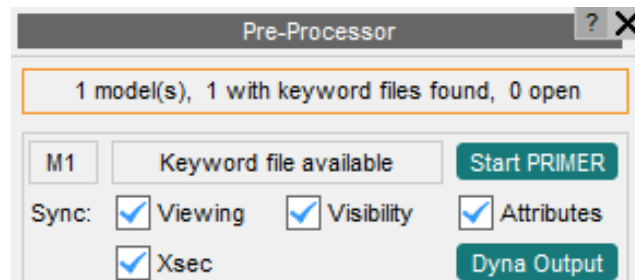 Pre-Processor ? X
1 model(s), 1 with keyword files found, 0 open
M1 Keyword file available Start PRIMER
Sync: Viewing Visibility Attributes
Xsec Dyna Output